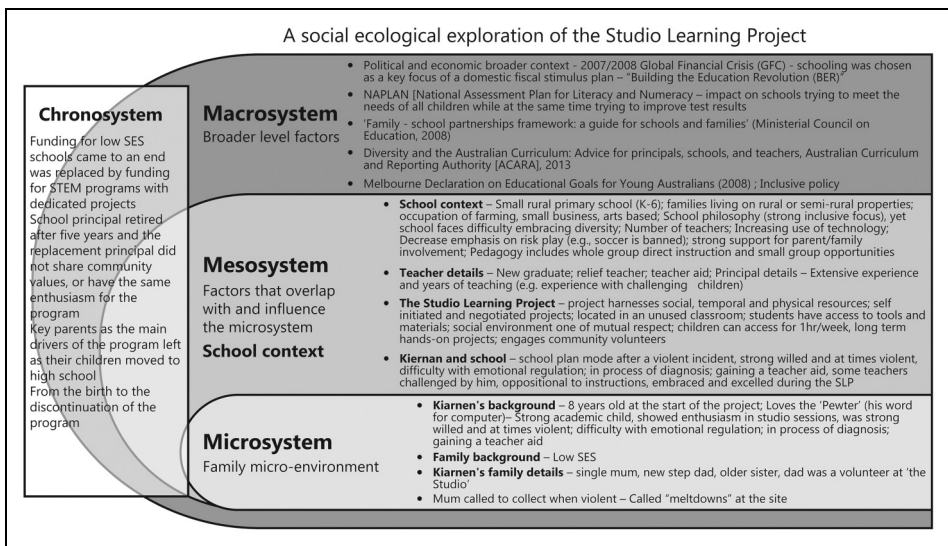 A social ecological exploration of the Studio Learning Project
Chronosystem
Funding for low SES
schools came to an end
was replaced by funding
for STEM programs with
dedicated projects
School principal retired
after five years and the
replacement principal did
not share community
values, or have the same
enthusiasm for the
program
Key parents as the main
drivers of the program left
as their children moved to
high school
From the birth to the
discontinuation of the
program
Macrosystem
Broader level factors
• Political and economic broader context - 2007/2008 Global Financial Crisis (GFC) - schooling was chosen
as a key focus of a domestic fiscal stimulus plan – “Building the Education Revolution (BER)”
• NAPLAN [National Assessment Plan for Literacy and Numeracy – impact on schools trying to meet the
needs of all children while at the same time trying to improve test results
• ‘Family - school partnerships framework: a guide for schools and families’ (Ministerial Council on
Education, 2008)
• Diversity and the Australian Curriculum: Advice for principals, schools, and teachers, Australian Curriculum
and Reporting Authority [ACARA], 2013
• Melbourne Declaration on Educational Goals for Young Australians (2008) ; Inclusive policy
Mesosystem
Factors that overlap
with and influence
the microsystem
School context
• School context – Small rural primary school (K-6); families living on rural or semi-rural properties;
occupation of farming, small business, arts based; School philosophy (strong inclusive focus), yet
school faces difficulty embracing diversity; Number of teachers; Increasing use of technology;
Decrease emphasis on risk play (e.g., soccer is banned); strong support for parent/family
involvement; Pedagogy includes whole group direct instruction and small group opportunities
• Teacher details – New graduate; relief teacher; teacher aid; Principal details – Extensive experience
and years of teaching (e.g. experience with challenging children)
• The Studio Learning Project – project harnesses social, temporal and physical resources; self
initiated and negotiated projects; located in an unused classroom; students have access to tools and
materials; social environment one of mutual respect; children can access for 1hr/week, long term
hands-on projects; engages community volunteers
• Kiernan and school – school plan mode after a violent incident, strong willed and at times violent,
difficulty with emotional regulation; in process of diagnosis; gaining a teacher aid, some teachers
challenged by him, oppositional to instructions, embraced and excelled during the SLP
Microsystem
Family micro-environment
• Kiarnen’s background – 8 years old at the start of the project; Loves the ‘Pewter’ (his word
for computer)– Strong academic child, showed enthusiasm in studio sessions, was strong
willed and at times violent; difficulty with emotional regulation; in process of diagnosis;
gaining a teacher aid
• Family background – Low SES
• Kiarnen’s family details – single mum, new step dad, older sister, dad was a volunteer at ‘the
Studio’
• Mum called to collect when violent – Called “meltdowns” at the site